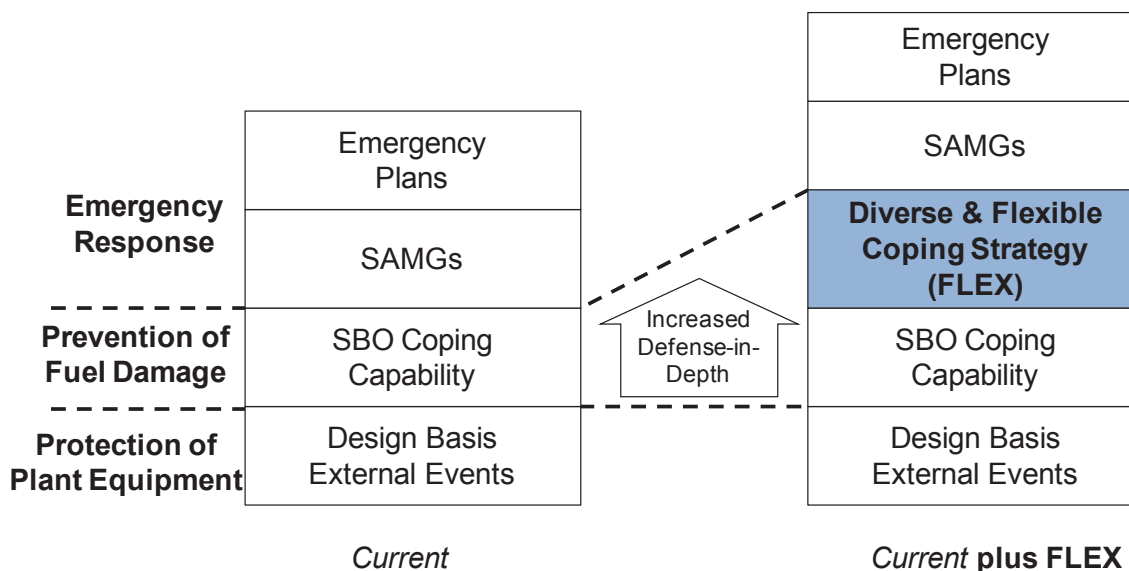 Emergency
Response
Prevention of
Fuel Damage
Protection of
Plant Equipment
Emergency
Plans
SAMGs
SBO Coping
Capability
Design Basis
External Events
Current
Increased
Defense-in-
Depth
Emergency
Plans
SAMGs
Diverse & Flexible
Coping Strategy
(FLEX)
SBO Coping
Capability
Design Basis
External Events
Current plus FLEX